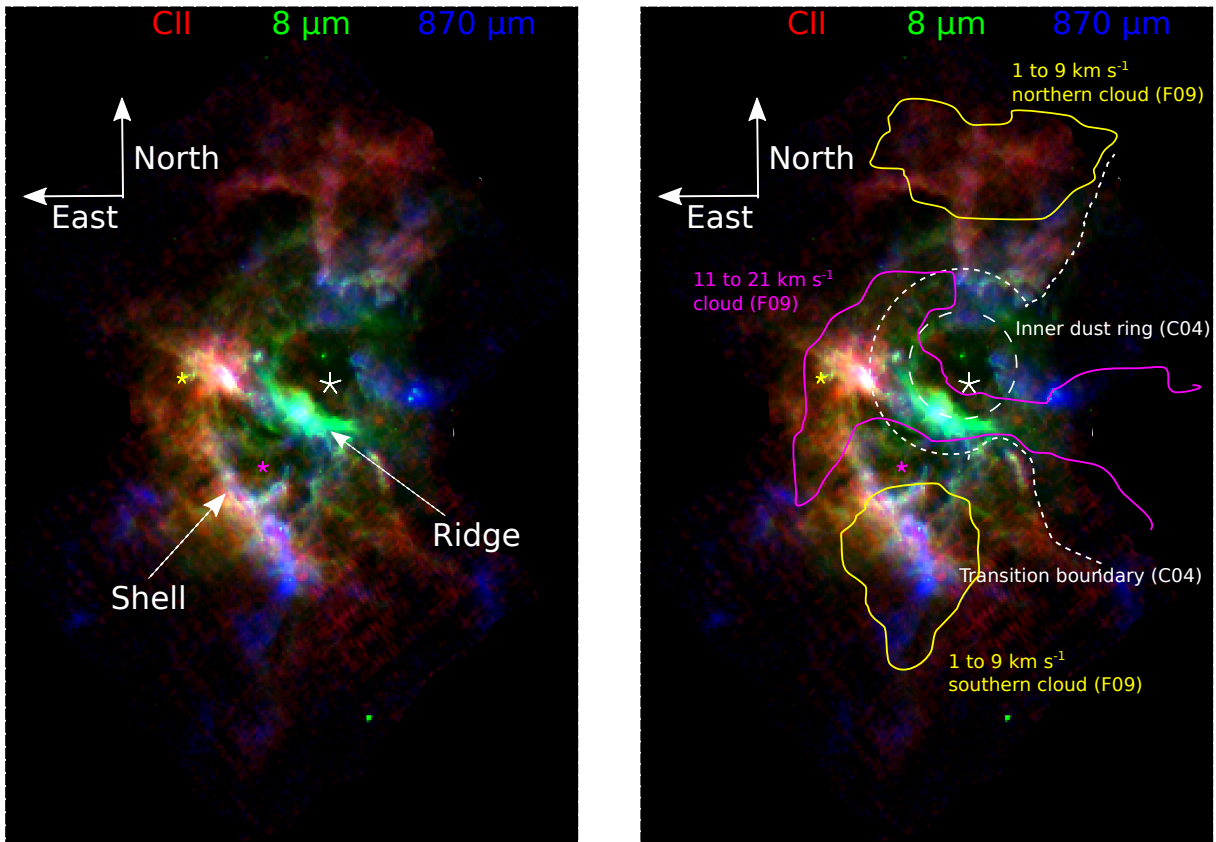 CII 8 μm 870 μm
North
East
Ridge
Shell
CII 8 μm 870 μm
1 to 9 km s⁻¹
northern cloud (F09)
North
East
11 to 21 km s⁻¹
cloud (F09)
Inner dust ring (C04)
Transition boundary (C04)
1 to 9 km s⁻¹
southern cloud (F09)